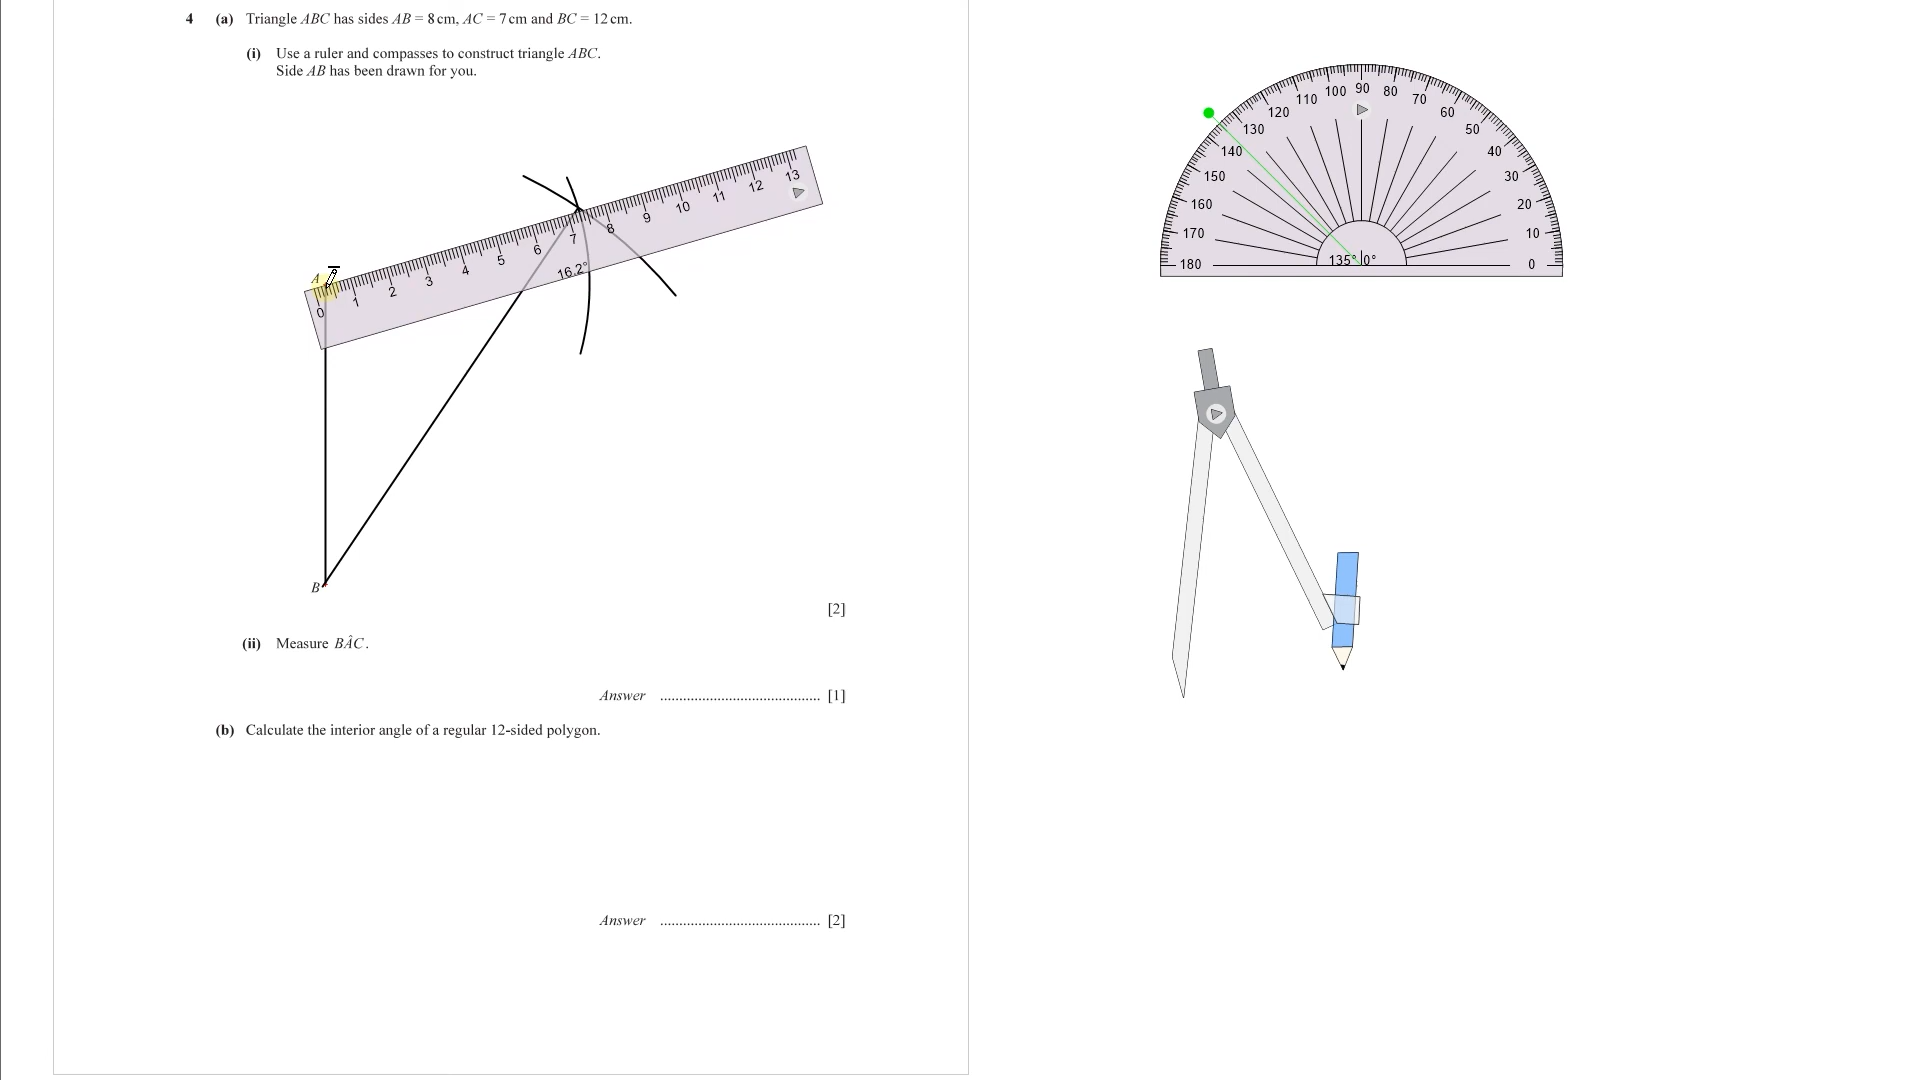 4 (a) Triangle ABC has sides AB = 8 cm, AC = 7 cm and BC = 12 cm.
(i) Use a ruler and compasses to construct triangle ABC.
Side AB has been drawn for you.
A
0 1 2 3 4 5 6 7 8 9 10 11 12 13
16.2°
B
[2]
(ii) Measure BÂC.
Answer ........................................ [1]
(b) Calculate the interior angle of a regular 12-sided polygon.
Answer ........................................ [2]
180 170 160 150 140 130 120 110 100 90 80 70 60 50 40 30 20 10 0
135° 0°